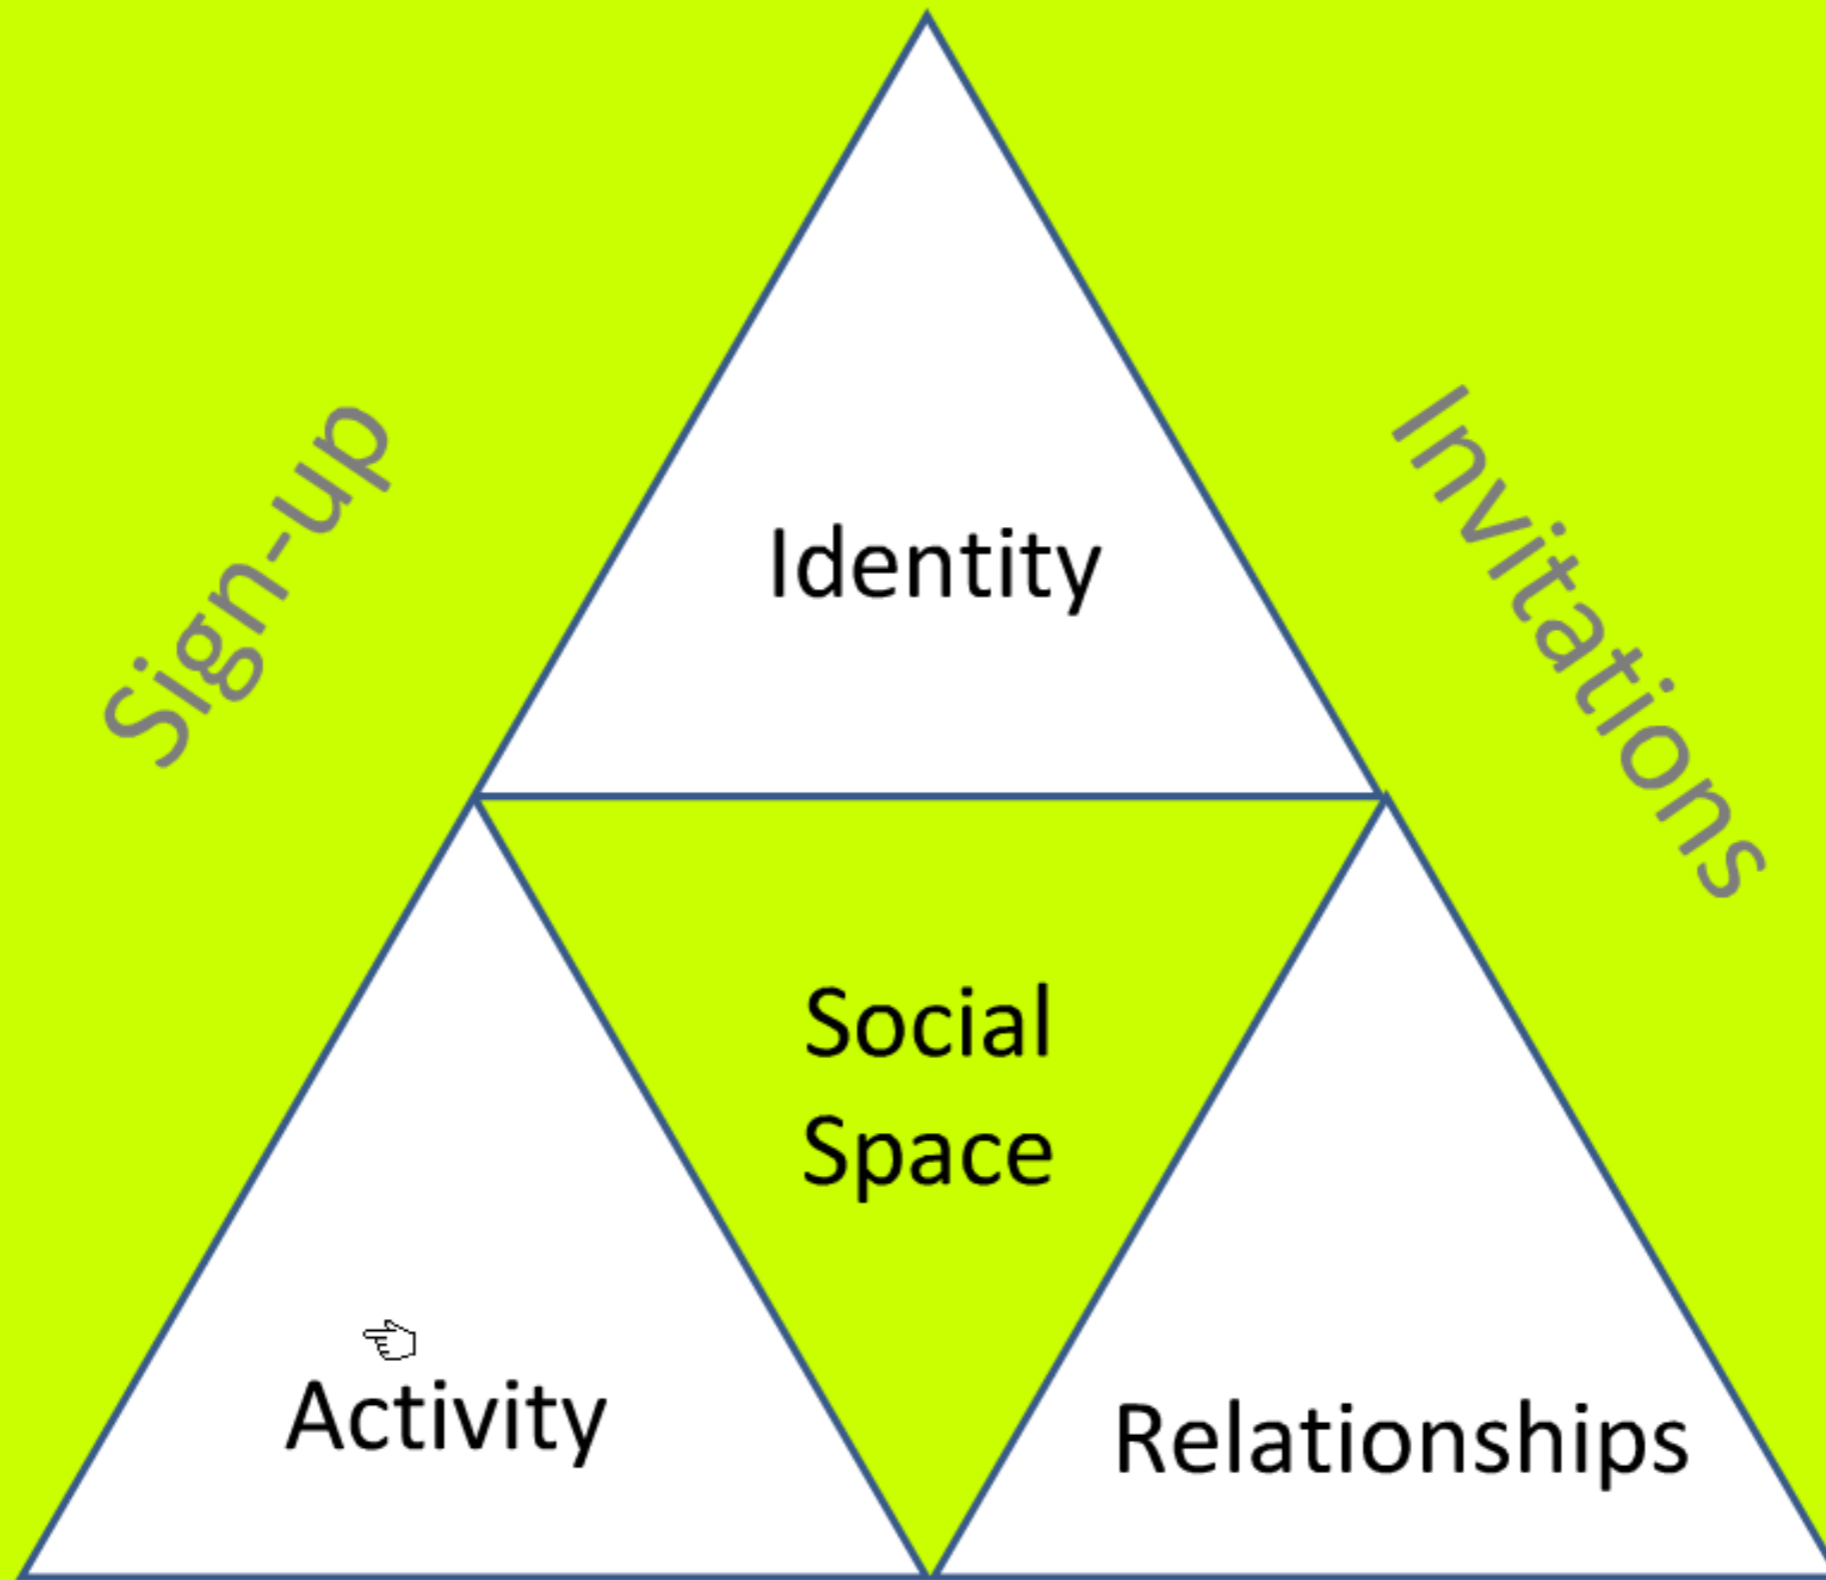 Sign-up
Invitations
Identity
Social
Space
Activity
Relationships